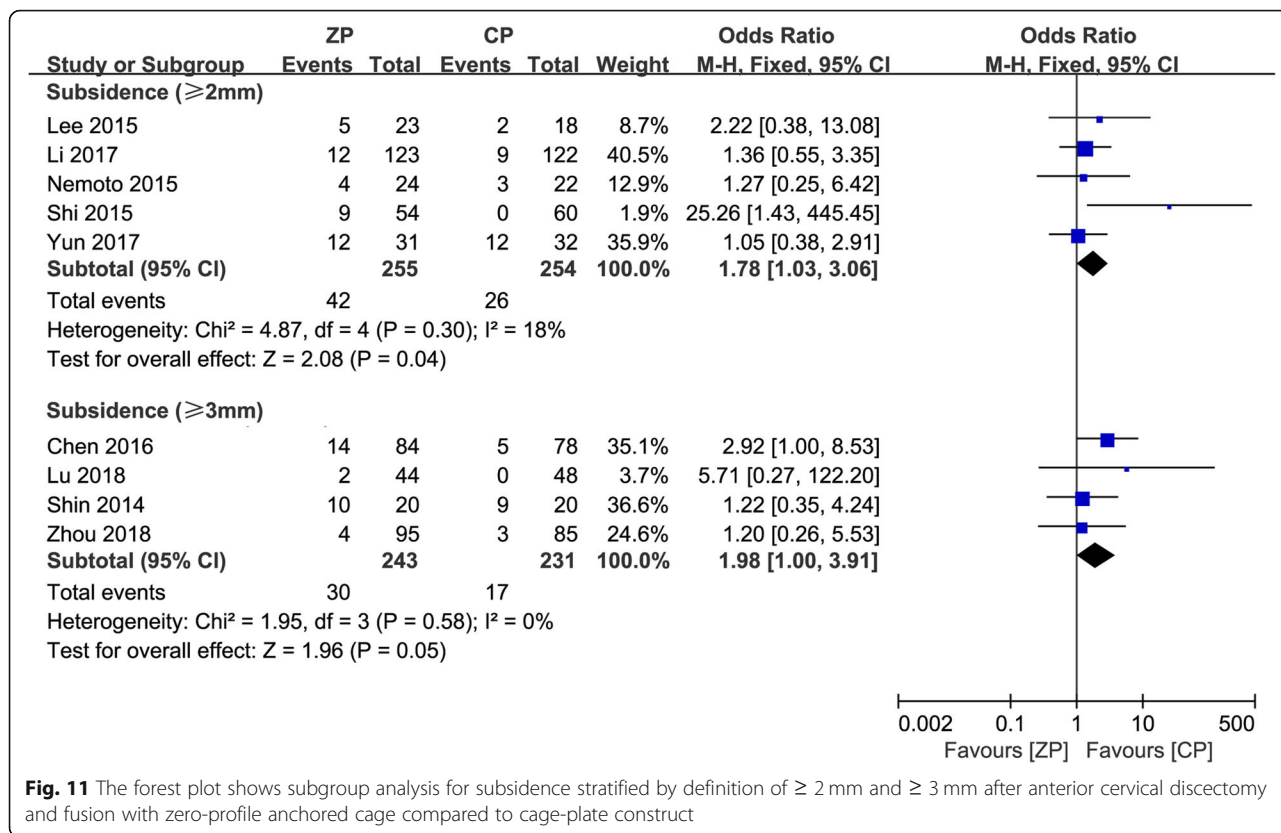 ZP CP Odds Ratio Odds Ratio
Study or Subgroup Events Total Events Total Weight M-H, Fixed, 95% CI M-H, Fixed, 95% CI
Subsidence (≥2mm)
Lee 2015 5 23 2 18 8.7% 2.22 [0.38, 13.08]
Li 2017 12 123 9 122 40.5% 1.36 [0.55, 3.35]
Nemoto 2015 4 24 3 22 12.9% 1.27 [0.25, 6.42]
Shi 2015 9 54 0 60 1.9% 25.26 [1.43, 445.45]
Yun 2017 12 31 12 32 35.9% 1.05 [0.38, 2.91]
Subtotal (95% CI) 255 254 100.0% 1.78 [1.03, 3.06]
Total events 42 26
Heterogeneity: Chi² = 4.87, df = 4 (P = 0.30); I² = 18%
Test for overall effect: Z = 2.08 (P = 0.04)
Subsidence (≥3mm)
Chen 2016 14 84 5 78 35.1% 2.92 [1.00, 8.53]
Lu 2018 2 44 0 48 3.7% 5.71 [0.27, 122.20]
Shin 2014 10 20 9 20 36.6% 1.22 [0.35, 4.24]
Zhou 2018 4 95 3 85 24.6% 1.20 [0.26, 5.53]
Subtotal (95% CI) 243 231 100.0% 1.98 [1.00, 3.91]
Total events 30 17
Heterogeneity: Chi² = 1.95, df = 3 (P = 0.58); I² = 0%
Test for overall effect: Z = 1.96 (P = 0.05)
0.002 0.1 1 10 500
Favours [ZP] Favours [CP]
Fig. 11 The forest plot shows subgroup analysis for subsidence stratified by definition of ≥ 2 mm and ≥ 3 mm after anterior cervical discectomy
and fusion with zero-profile anchored cage compared to cage-plate construct